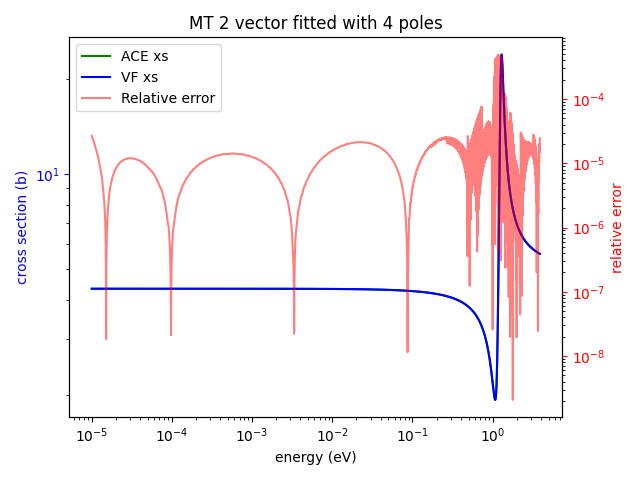 MT 2 vector fitted with 4 poles
ACE xs
VF xs
Relative error
cross section (b)
10¹
10⁻⁴
10⁻⁵
10⁻⁶
10⁻⁷
10⁻⁸
relative error
10⁻⁵ 10⁻⁴ 10⁻³ 10⁻² 10⁻¹ 10⁰
energy (eV)